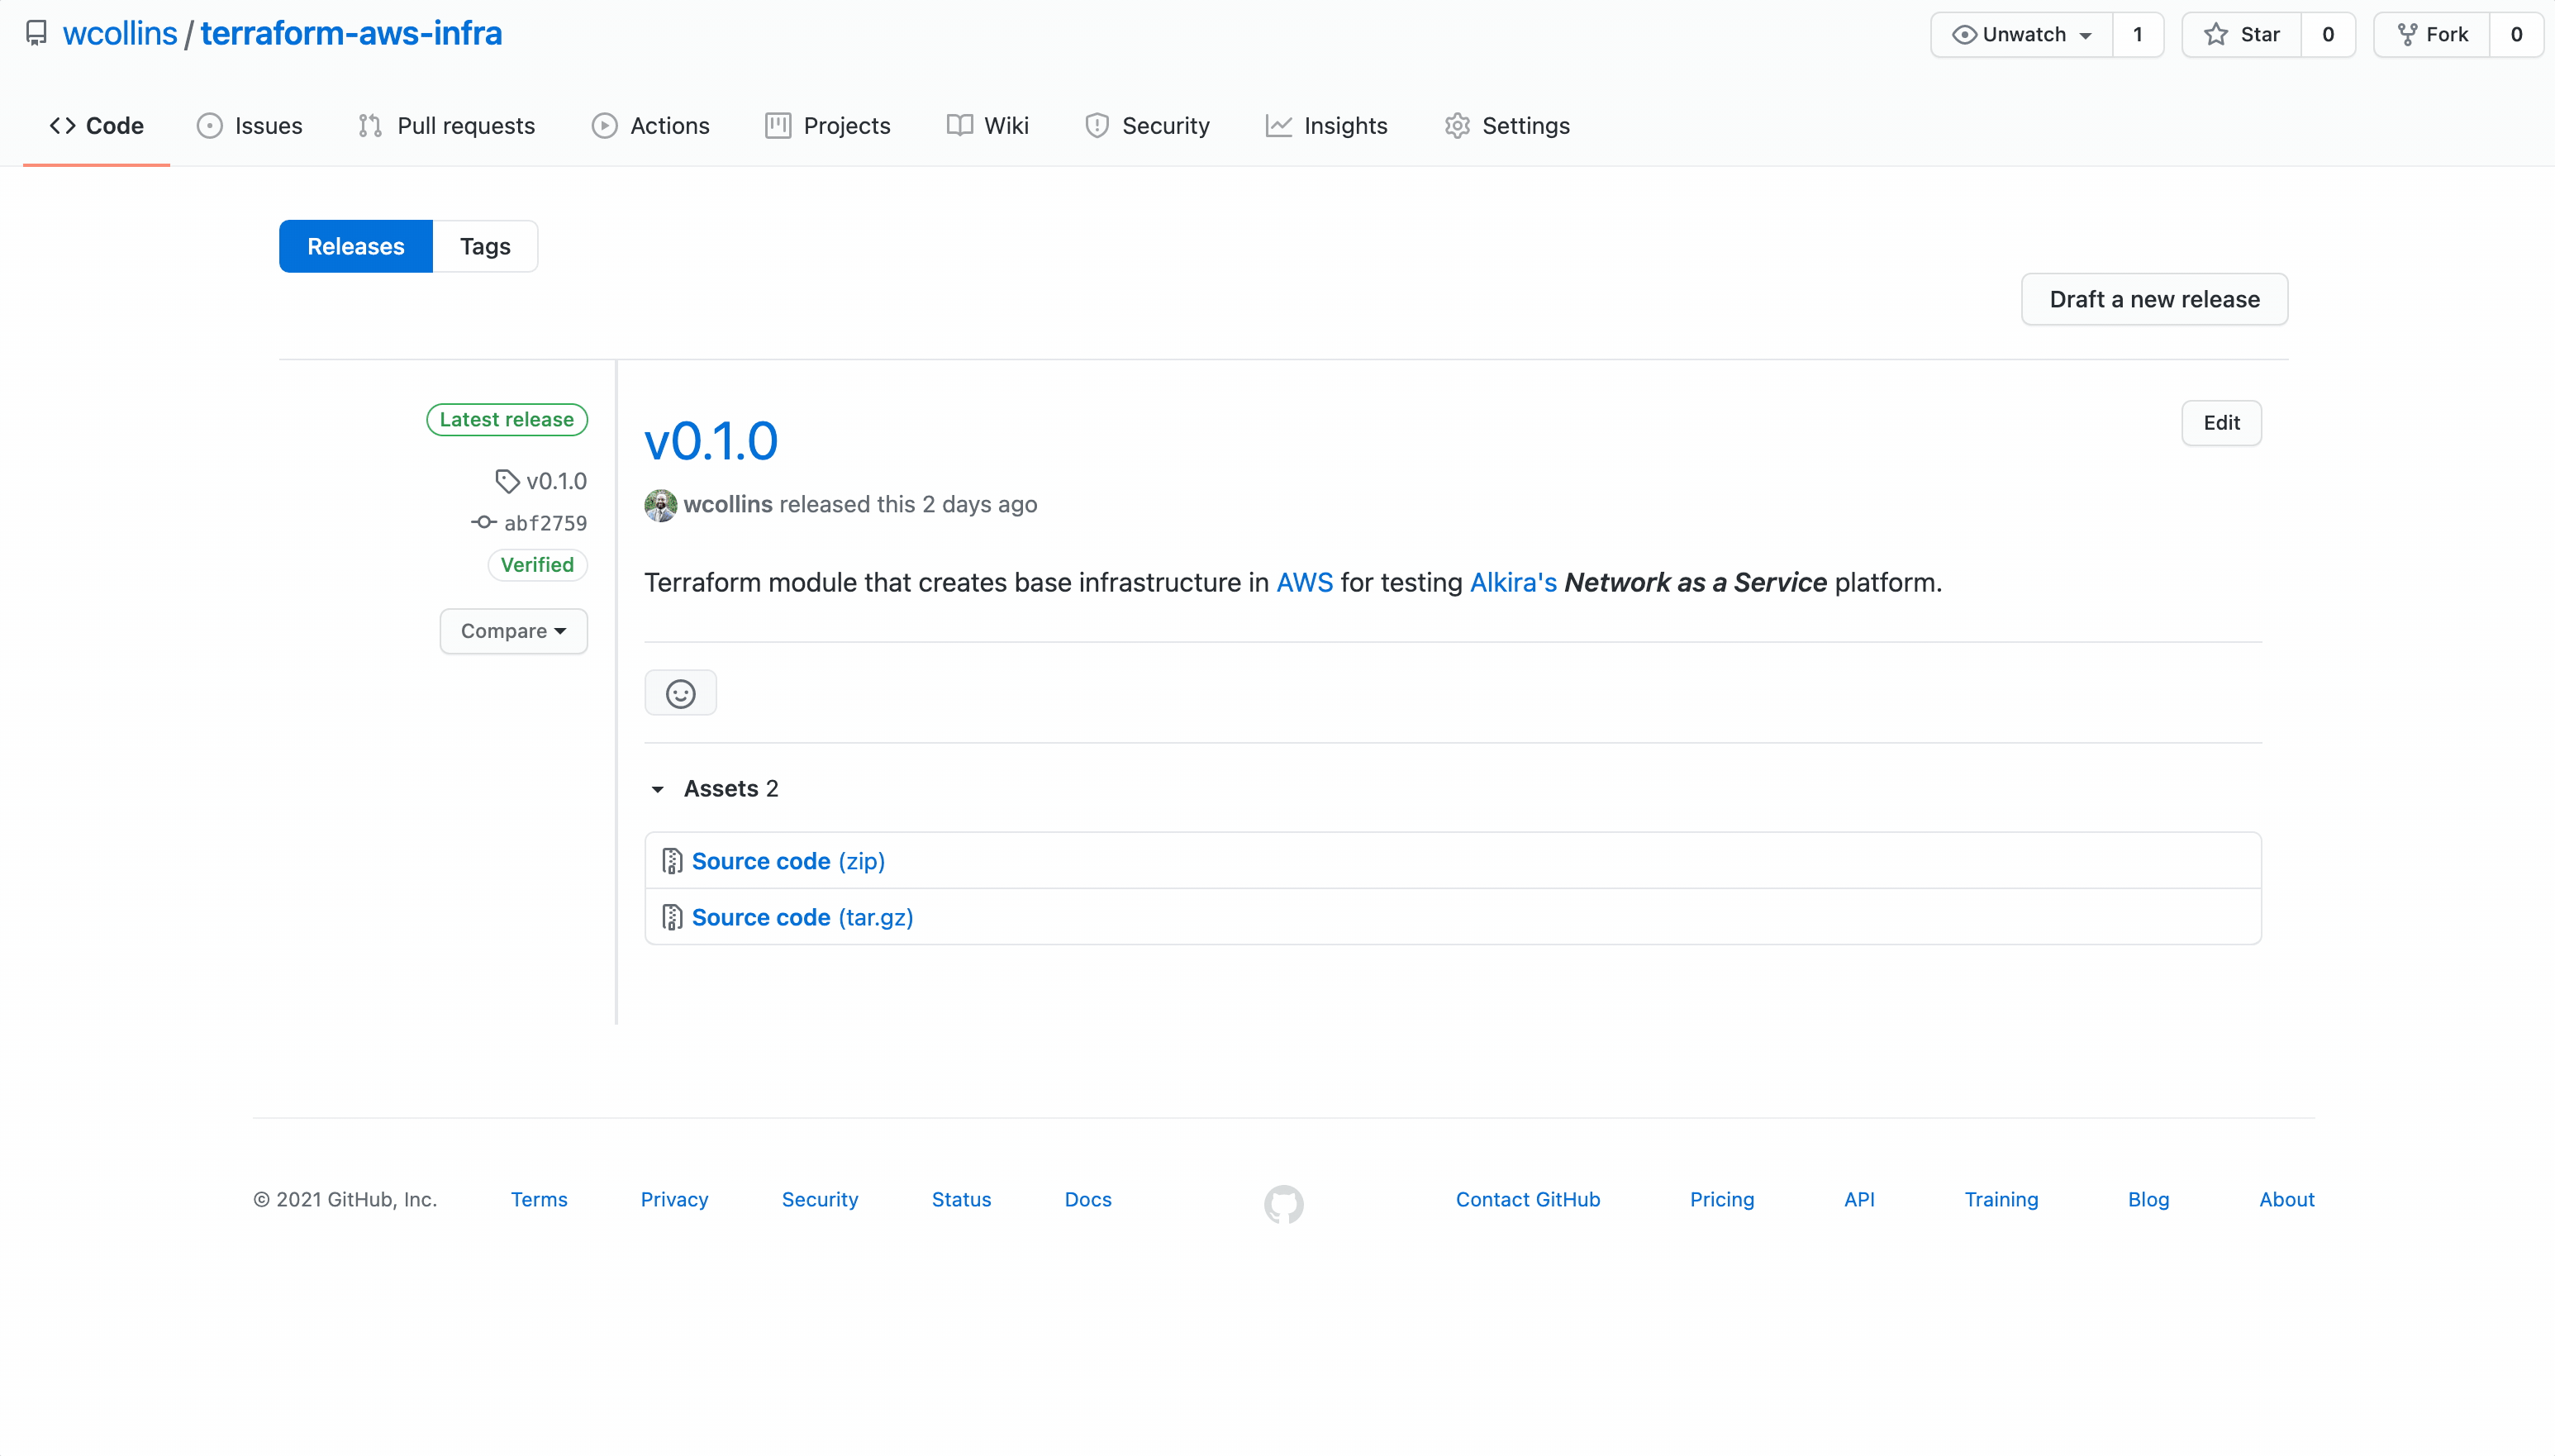 wcollins / terraform-aws-infra
Unwatch 1 Star 0 Fork 0
Code Issues Pull requests Actions Projects Wiki Security Insights Settings
Releases Tags
Draft a new release
Latest release
v0.1.0
abf2759
Verified
Compare
v0.1.0
Edit
wcollins released this 2 days ago
Terraform module that creates base infrastructure in AWS for testing Alkira's Network as a Service platform.
Assets 2
Source code (zip)
Source code (tar.gz)
© 2021 GitHub, Inc. Terms Privacy Security Status Docs Contact GitHub Pricing API Training Blog About